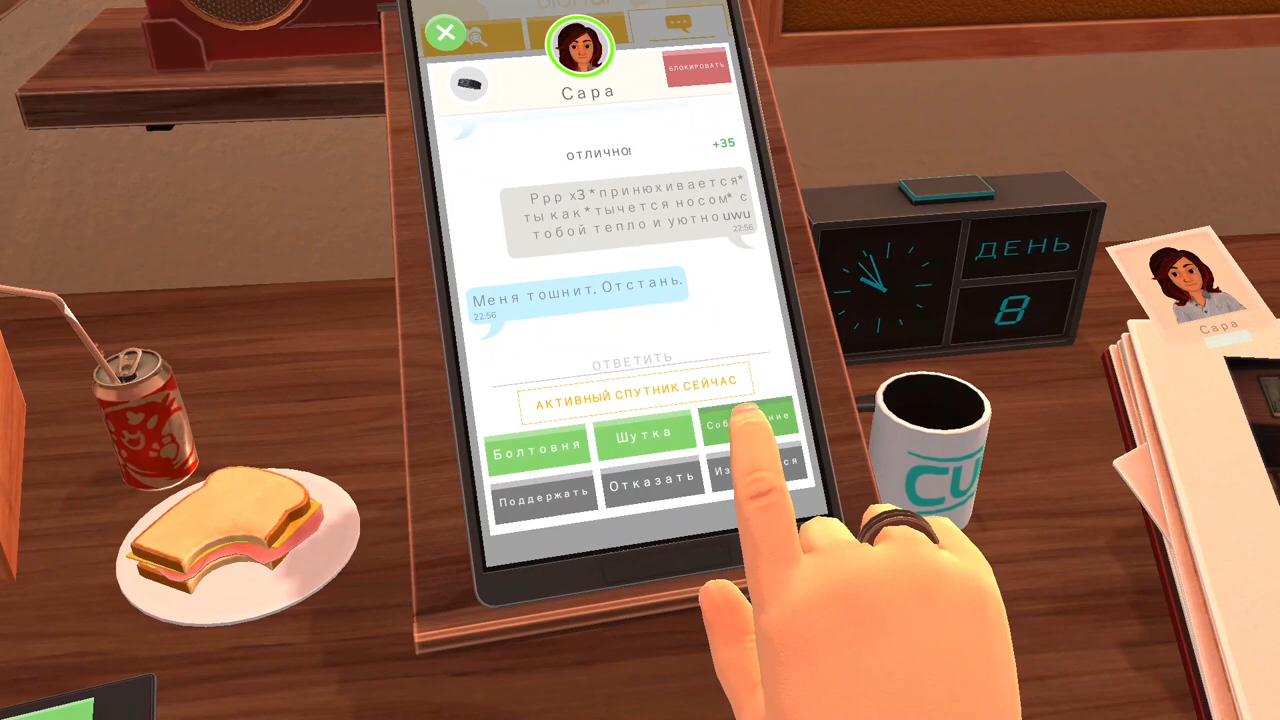 БЛОКИРОВАТЬ
Сара
ОТЛИЧНО!
+35
Ррр х3*принюхивается*
ты как*тычется носом* с
тобой тепло и уютно uwu
22:56
Меня тошнит. Отстань.
22:56
ОТВЕТИТЬ
АКТИВНЫЙ СПУТНИК СЕЙЧАС
Болтовня
Шутка
Поддержать
Отказать
ДЕНЬ
8
Сара
CU